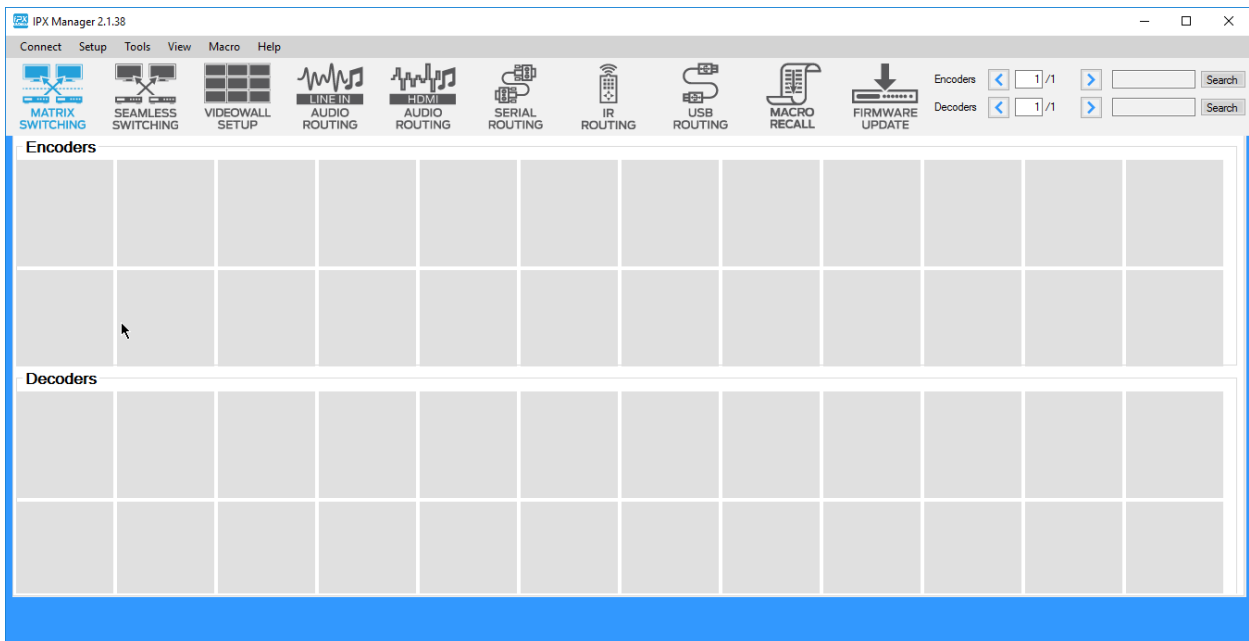 IPX IPX Manager 2.1.38
Connect Setup Tools View Macro Help
MATRIX SWITCHING
SEAMLESS SWITCHING
VIDEOWALL SETUP
LINE IN AUDIO ROUTING
HDMI AUDIO ROUTING
SERIAL ROUTING
IR ROUTING
USB ROUTING
MACRO RECALL
FIRMWARE UPDATE
Encoders 1 /1 Search
Decoders 1 /1 Search
Encoders
Decoders